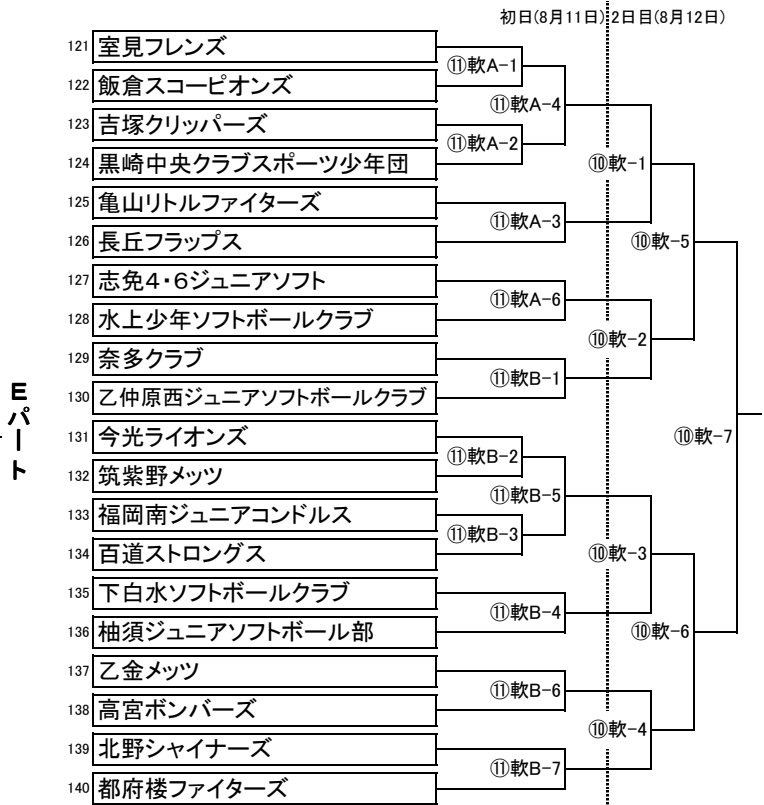 初日(8月11日) 2日目(8月12日)
121 室見フレンズ
⑪軟A-1
122 飯倉スコーピオンズ
⑪軟A-4
123 吉塚クリッパーズ
⑪軟A-2
124 黒崎中央クラブスポーツ少年団
⑩軟-1
125 亀山リトルファイターズ
⑪軟A-3
126 長丘フラップス
⑩軟-5
127 志免4・6ジュニアソフト
⑪軟A-6
128 水上少年ソフトボールクラブ
⑩軟-2
129 奈多クラブ
⑪軟B-1
130 乙仲原西ジュニアソフトボールクラブ
Eパート
131 今光ライオンズ
⑩軟-7
⑪軟B-2
132 筑紫野メッツ
⑪軟B-5
133 福岡南ジュニアコンドルス
⑪軟B-3
134 百道ストロングス
⑩軟-3
135 下白水ソフトボールクラブ
⑪軟B-4
136 柚須ジュニアソフトボール部
⑩軟-6
137 乙金メッツ
⑪軟B-6
138 高宮ボンバーズ
⑩軟-4
139 北野シャイナーズ
⑪軟B-7
140 都府楼ファイターズ